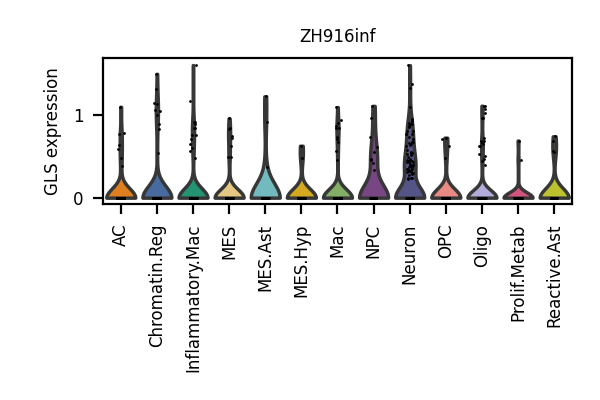 ZH916inf
GLS expression
1
0
AC
Chromatin.Reg
Inflammatory.Mac
MES
MES.Ast
MES.Hyp
Mac
NPC
Neuron
OPC
Oligo
Prolif.Metab
Reactive.Ast